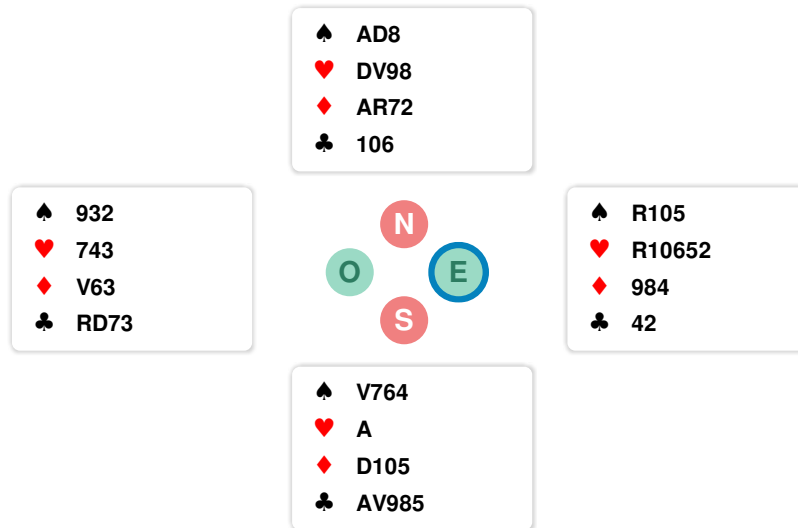 ♠ AD8
♥ DV98
♦ AR72
♣ 106
♠ 932
♥ 743
♦ V63
♣ RD73
N
O
E
S
♠ R105
♥ R10652
♦ 984
♣ 42
♠ V764
♥ A
♦ D105
♣ AV985